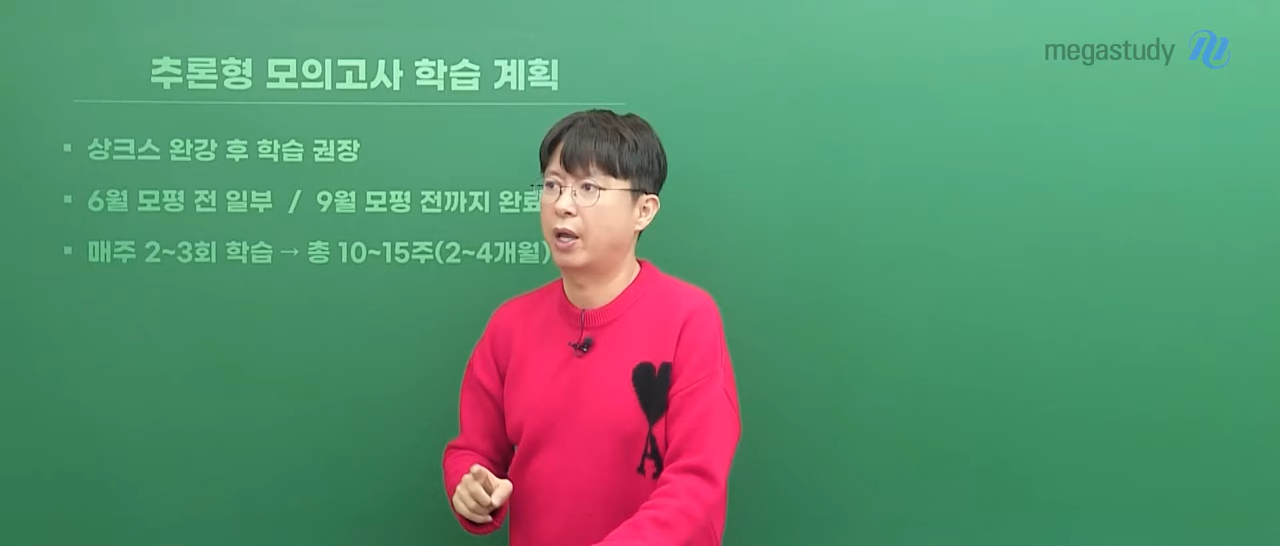 megastudy
추론형 모의고사 학습 계획
▪ 상크스 완강 후 학습 권장
▪ 6월 모평 전 일부 / 9월 모평 전까지 완료
▪ 매주 2~3회 학습 → 총 10~15주(2~4개월)
A